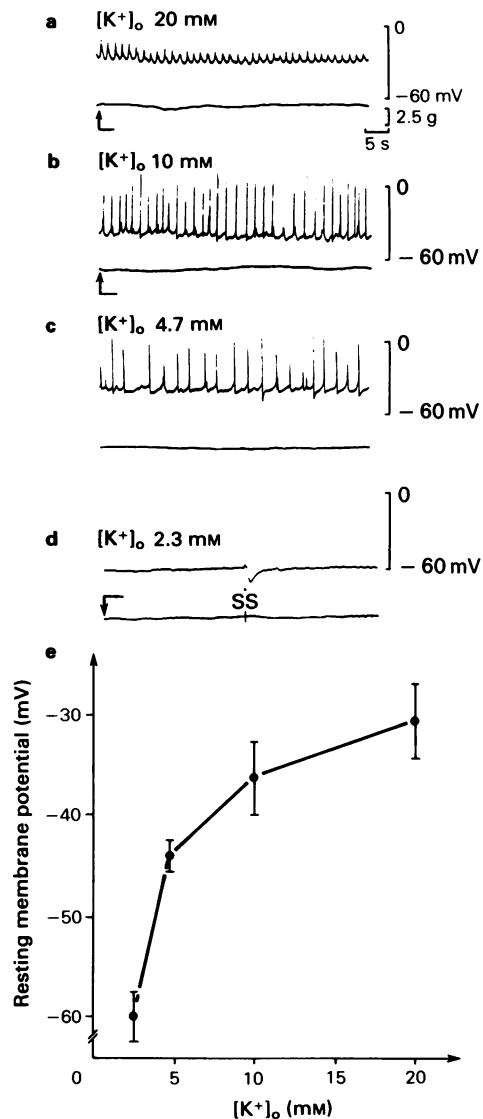 a [K⁺]ₒ 20 mM
0
−60 mV
2.5 g
5 s
b [K⁺]ₒ 10 mM
0
− 60 mV
c [K⁺]ₒ 4.7 mM
0
− 60 mV
0
d [K⁺]ₒ 2.3 mM
− 60 mV
SS
e
Resting membrane potential (mV)
−30
−40
−50
−60
0 5 10 15 20
[K⁺]ₒ (mM)